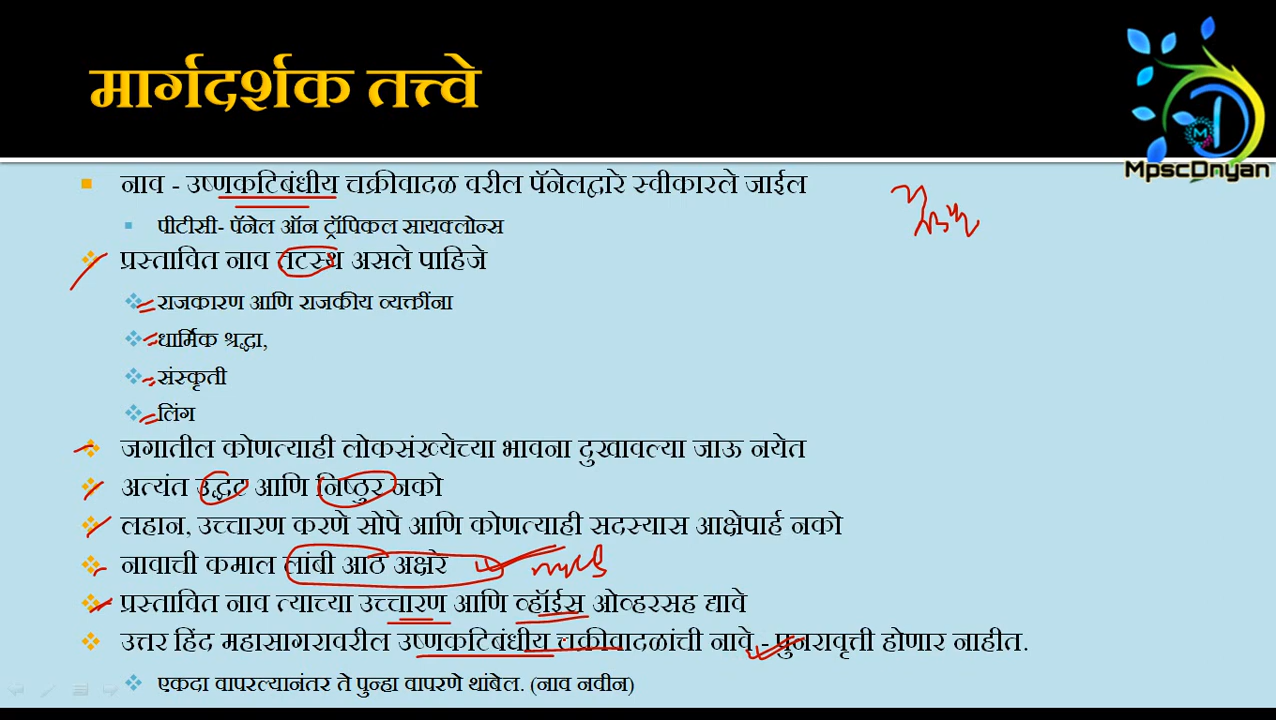 मार्गदर्शक तत्त्वे
MpscDnyan
नाव - उष्णकटिबंधीय चक्रीवादळ वरील पॅनेलद्वारे स्वीकारले जाईल
पीटीसी- पॅनेल ऑन ट्रॉपिकल सायक्लोन्स
प्रस्तावित नाव तटस्थ असले पाहिजे
राजकारण आणि राजकीय व्यक्तींना
धार्मिक श्रद्धा,
संस्कृती
लिंग
जगातील कोणत्याही लोकसंख्येच्या भावना दुखावल्या जाऊ नयेत
अत्यंत उद्धट आणि निष्ठुर नको
लहान, उच्चारण करणे सोपे आणि कोणत्याही सदस्यास आक्षेपार्ह नको
नावाची कमाल लांबी आठ अक्षरे
प्रस्तावित नाव त्याच्या उच्चारण आणि व्हॉईस ओव्हरसह द्यावे
उत्तर हिंद महासागरावरील उष्णकटिबंधीय चक्रीवादळांची नावे - पुनरावृत्ती होणार नाहीत.
एकदा वापरल्यानंतर ते पुन्हा वापरणे थांबेल. (नाव नवीन)